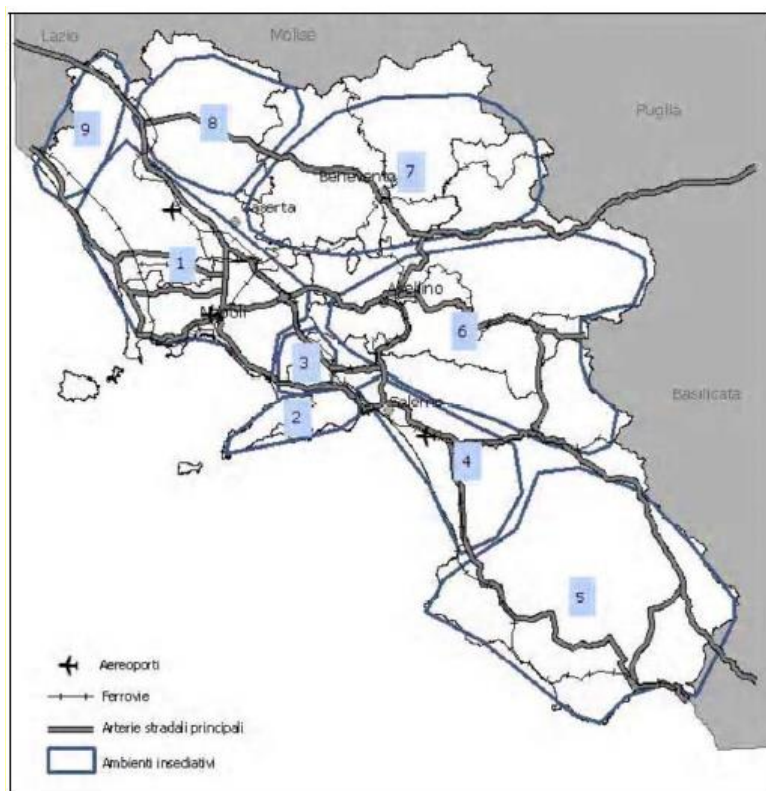 Lazio
Molise
Puglia
9
8
7
Benevento
Caserta
1
Avellino
Napoli
6
3
Basilicata
2
Salerno
4
5
Aereoporti
Ferrovie
Arterie stradali principali
Ambienti insediativi